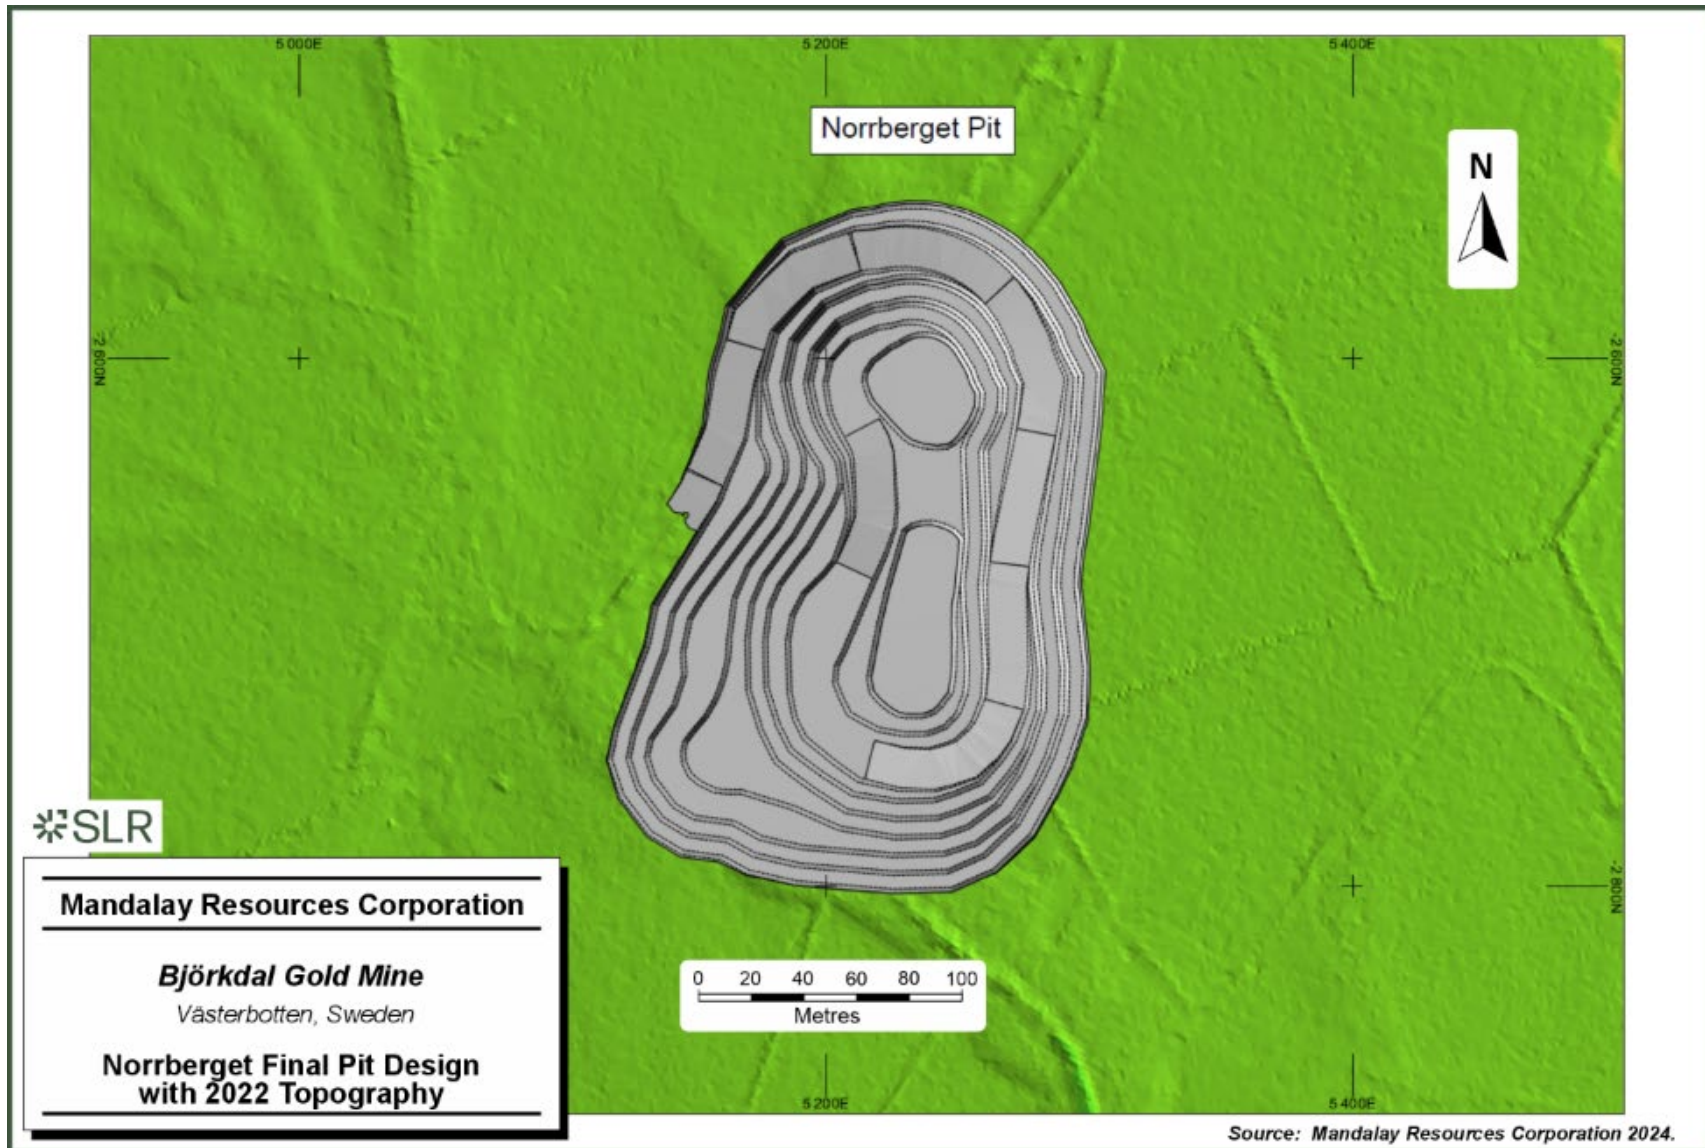 5 000E
5 200E
5 400E
Norrberget Pit
N
-2 600N
-2 600N
SLR
-2 800N
Mandalay Resources Corporation
Björkdal Gold Mine
Västerbotten, Sweden
Norrberget Final Pit Design
with 2022 Topography
0 20 40 60 80 100
Metres
5 200E
5 400E
Source: Mandalay Resources Corporation 2024.